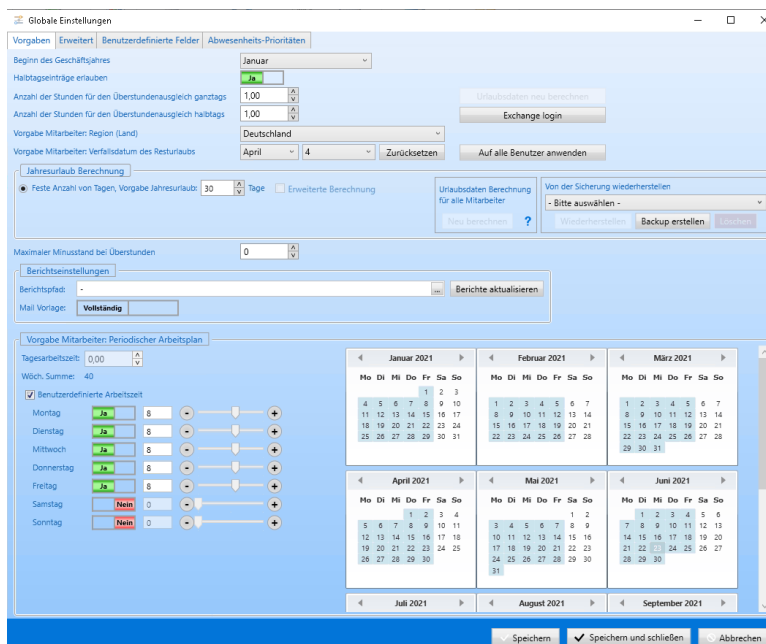 Globale Einstellungen
Vorgaben Erweitert Benutzerdefinierte Felder Abwesenheits-Prioritäten
Beginn des Geschäftsjahres Januar
Halbtagseinträge erlauben Ja
Anzahl der Stunden für den Überstundenausgleich ganztags 1,00 Urlaubsdaten neu berechnen
Anzahl der Stunden für den Überstundenausgleich halbtags 1,00 Exchange login
Vorgabe Mitarbeiter: Region (Land) Deutschland
Vorgabe Mitarbeiter: Verfallsdatum des Resturlaubs April 4 Zurücksetzen Auf alle Benutzer anwenden
Jahresurlaub Berechnung
Feste Anzahl von Tagen, Vorgabe Jahresurlaub: 30 Tage Erweiterte Berechnung
Urlaubsdaten Berechnung
für alle Mitarbeiter
Neu berechnen ?
Von der Sicherung wiederherstellen
- Bitte auswählen -
Wiederherstellen Backup erstellen Löschen
Maximaler Minusstand bei Überstunden 0
Berichtseinstellungen
Berichtspfad: - ... Berichte aktualisieren
Mail Vorlage: Vollständig
Vorgabe Mitarbeiter: Periodischer Arbeitsplan
Tagesarbeitszeit: 0,00
Wöch. Summe: 40
Benutzerdefinierte Arbeitszeit
Montag Ja 8 - +
Dienstag Ja 8 - +
Mittwoch Ja 8 - +
Donnerstag Ja 8 - +
Freitag Ja 8 - +
Samstag Nein 0 - +
Sonntag Nein 0 - +
Januar 2021
Mo Di Mi Do Fr Sa So
1 2 3
4 5 6 7 8 9 10
11 12 13 14 15 16 17
18 19 20 21 22 23 24
25 26 27 28 29 30 31
Februar 2021
Mo Di Mi Do Fr Sa So
1 2 3 4 5 6 7
8 9 10 11 12 13 14
15 16 17 18 19 20 21
22 23 24 25 26 27 28
März 2021
Mo Di Mi Do Fr Sa So
1 2 3 4 5 6 7
8 9 10 11 12 13 14
15 16 17 18 19 20 21
22 23 24 25 26 27 28
29 30 31
April 2021
Mo Di Mi Do Fr Sa So
1 2 3 4
5 6 7 8 9 10 11
12 13 14 15 16 17 18
19 20 21 22 23 24 25
26 27 28 29 30
Mai 2021
Mo Di Mi Do Fr Sa So
1 2
3 4 5 6 7 8 9
10 11 12 13 14 15 16
17 18 19 20 21 22 23
24 25 26 27 28 29 30
31
Juni 2021
Mo Di Mi Do Fr Sa So
1 2 3 4 5 6
7 8 9 10 11 12 13
14 15 16 17 18 19 20
21 22 23 24 25 26 27
28 29 30
Juli 2021 August 2021 September 2021
Speichern Speichern und schließen Abbrechen